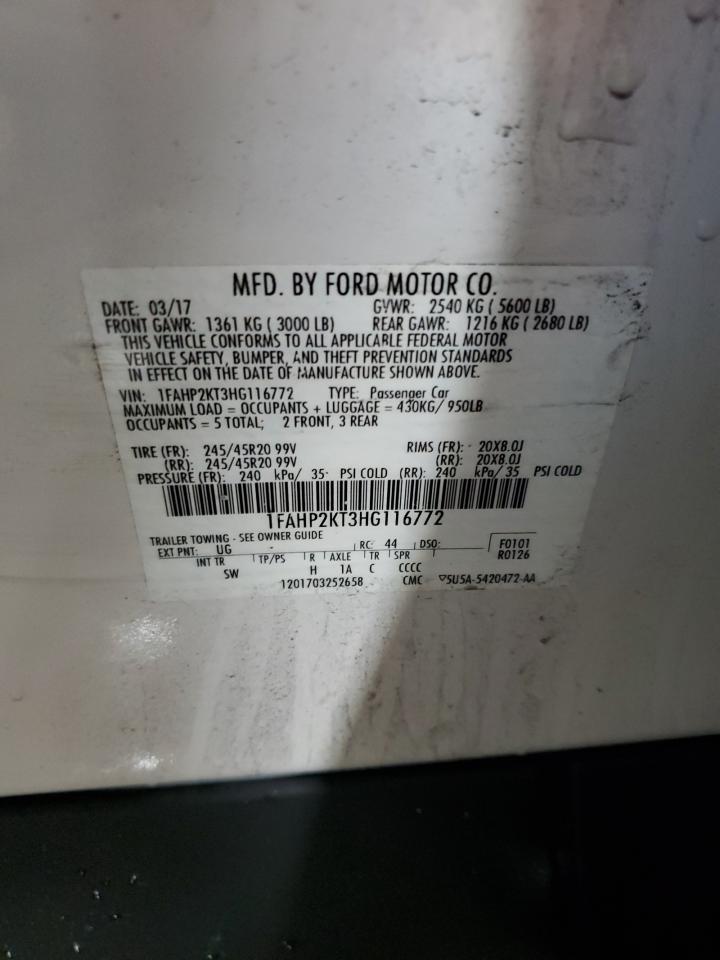 MFD. BY FORD MOTOR CO.
DATE: 03/17 GVWR: 2540 KG ( 5600 LB)
FRONT GAWR: 1361 KG ( 3000 LB) REAR GAWR: 1216 KG ( 2680 LB)
THIS VEHICLE CONFORMS TO ALL APPLICABLE FEDERAL MOTOR
VEHICLE SAFETY, BUMPER, AND THEFT PREVENTION STANDARDS
IN EFFECT ON THE DATE OF MANUFACTURE SHOWN ABOVE.
VIN: 1FAHP2KT3HG116772 TYPE: Passenger Car
MAXIMUM LOAD = OCCUPANTS + LUGGAGE = 430KG/ 950LB
OCCUPANTS = 5 TOTAL; 2 FRONT, 3 REAR
TIRE (FR): 245/45R20 99V RIMS (FR): 20X8.0J
(RR): 245/45R20 99V (RR): 20X8.0J
PRESSURE (FR): 240 kPa/ 35 PSI COLD (RR): 240 kPa/ 35 PSI COLD
1FAHP2KT3HG116772
TRAILER TOWING - SEE OWNER GUIDE
EXT PNT: UG RC: 44 DSO: F0101
INT TR TP/PS R AXLE TR SPR R0126
SW H 1A C CCCC
1201703252658 CMC ▽5U5A-5420472-AA